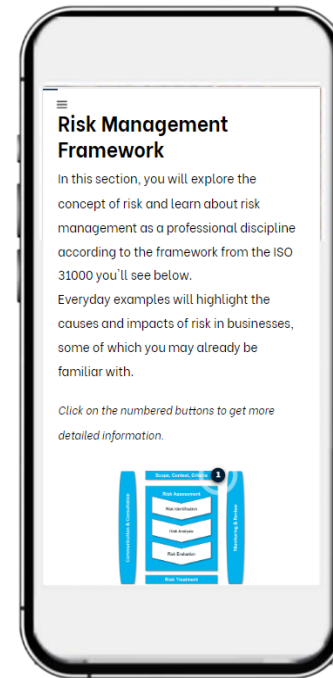 Risk Management
Framework
In this section, you will explore the
concept of risk and learn about risk
management as a professional discipline
according to the framework from the ISO
31000 you'll see below.
Everyday examples will highlight the
causes and impacts of risk in businesses,
some of which you may already be
familiar with.
Click on the numbered buttons to get more
detailed information.
1
Scope, Context, Criteria
Communication & Consultation
Risk Assessment
Risk Identification
Risk Analysis
Risk Evaluation
Monitoring & Review
Risk Treatment